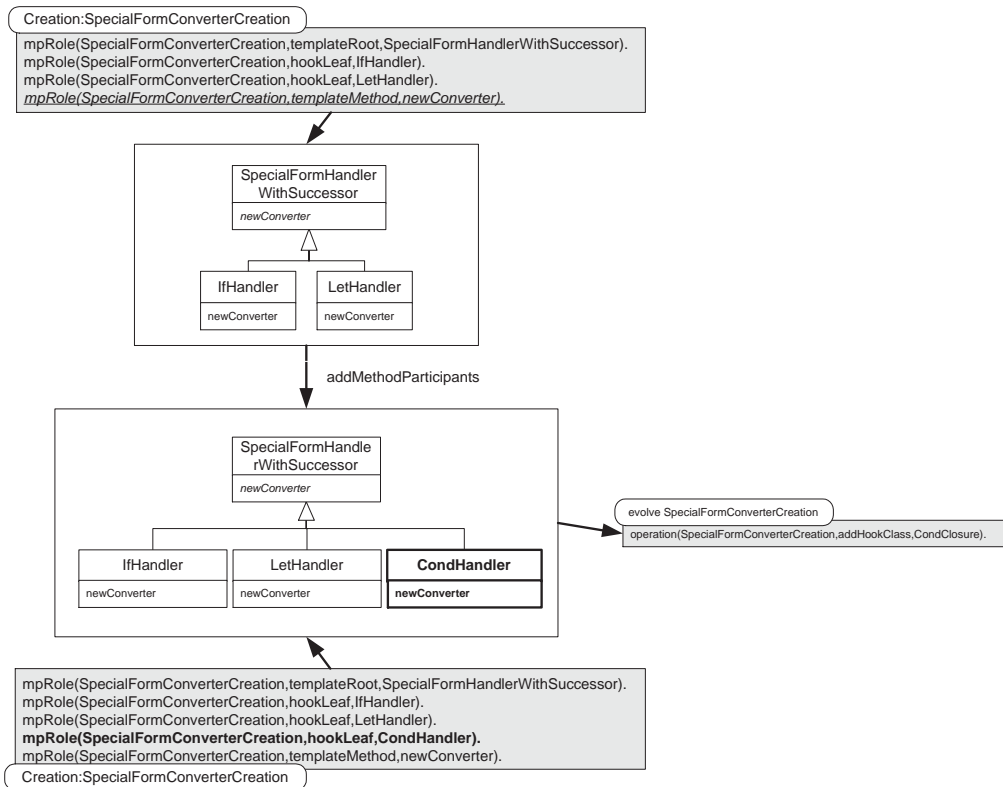 Creation:SpecialFormConverterCreation
mpRole(SpecialFormConverterCreation,templateRoot,SpecialFormHandlerWithSuccessor).
mpRole(SpecialFormConverterCreation,hookLeaf,IfHandler).
mpRole(SpecialFormConverterCreation,hookLeaf,LetHandler).
mpRole(SpecialFormConverterCreation,templateMethod,newConverter).
SpecialFormHandler
WithSuccessor
newConverter
IfHandler
newConverter
LetHandler
newConverter
addMethodParticipants
SpecialFormHandle
rWithSuccessor
newConverter
IfHandler
newConverter
LetHandler
newConverter
CondHandler
newConverter
evolve SpecialFormConverterCreation
operation(SpecialFormConverterCreation,addHookClass,CondClosure).
mpRole(SpecialFormConverterCreation,templateRoot,SpecialFormHandlerWithSuccessor).
mpRole(SpecialFormConverterCreation,hookLeaf,IfHandler).
mpRole(SpecialFormConverterCreation,hookLeaf,LetHandler).
mpRole(SpecialFormConverterCreation,hookLeaf,CondHandler).
mpRole(SpecialFormConverterCreation,templateMethod,newConverter).
Creation:SpecialFormConverterCreation